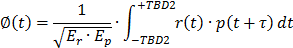 Ø(t) = 1/√(E_r ∙ E_p) ∙ ∫_{-TBD2}^{+TBD2} r(t) ∙ p(t + τ) dt